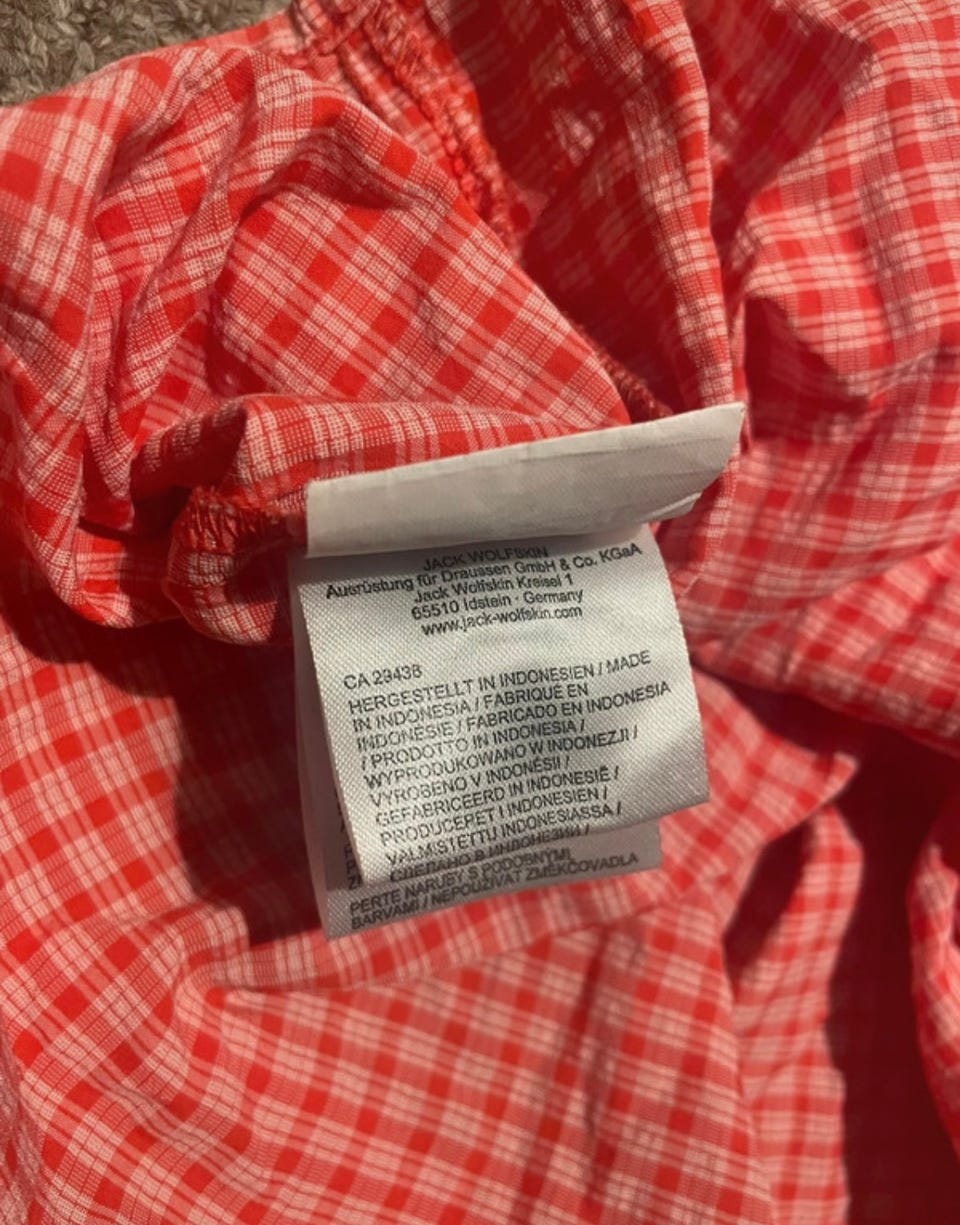 JACK WOLFSKIN
Ausrüstung für Draussen GmbH & Co. KGaA
Jack Wolfskin Kreisel 1
65510 Idstein · Germany
www.jack-wolfskin.com
CA 29438
HERGESTELLT IN INDONESIEN / MADE
IN INDONESIA / FABRIQUÉ EN
INDONÉSIE / FABRICADO EN INDONESIA
/ PRODOTTO IN INDONESIA /
WYPRODUKOWANO W INDONEZJI /
VYROBENO V INDONÉSII /
GEFABRICEERD IN INDONESIË /
PRODUCERET I INDONESIEN /
VALMISTETTU INDONESIASSA /
СДЕЛАНО В ИНДОНЕЗИИ /
PERTE NARUBY S PODOBNÝMI
BARVAMI / NEPOUŽÍVAT ZMĚKČOVADLA